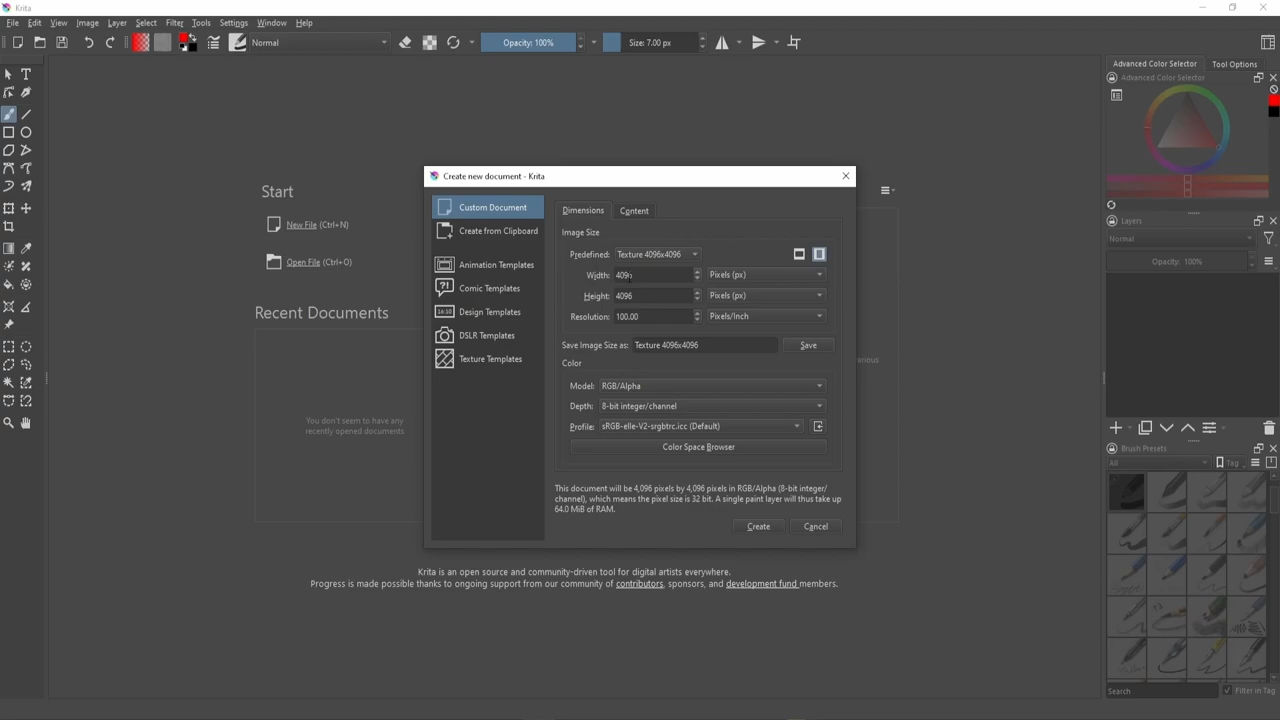 Krita
File Edit View Image Layer Select Filter Tools Settings Window Help
Normal Opacity: 100% Size: 7.00 px
Advanced Color Selector Tool Options
Advanced Color Selector
Start
New File (Ctrl+N)
Open File (Ctrl+O)
Recent Documents
You don't seem to have any
recently opened documents
Create new document - Krita
Custom Document
Create from Clipboard
Animation Templates
Comic Templates
Design Templates
DSLR Templates
Texture Templates
Dimensions Content
Image Size
Predefined: Texture 4096x4096
Width: 4096 Pixels (px)
Height: 4096 Pixels (px)
Resolution: 100.00 Pixels/Inch
Save Image Size as: Texture 4096x4096 Save
Color
Model: RGB/Alpha
Depth: 8-bit integer/channel
Profile: sRGB-elle-V2-srgbtrc.icc (Default)
Color Space Browser
This document will be 4,096 pixels by 4,096 pixels in RGB/Alpha (8-bit integer/
channel), which means the pixel size is 32 bit. A single paint layer will thus take up
64.0 MiB of RAM.
Create Cancel
Krita is an open source and community-driven tool for digital artists everywhere.
Progress is made possible thanks to ongoing support from our community of contributors, sponsors, and development fund members.
Layers
Normal
Opacity: 100%
Brush Presets
All Tag
Search Filter in Tag